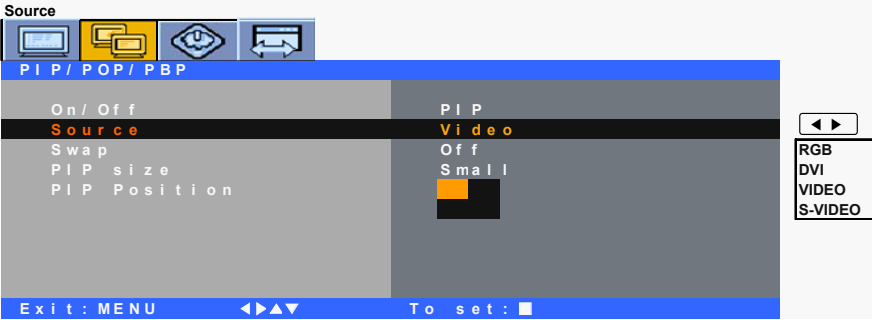 Source
PIP/POP/PBP
On/Off PIP
Source Video
Swap Off
PIP size Small
PIP Position
Exit:MENU ◀▶▲▼ To set:■
◀ ▶
RGB
DVI
VIDEO
S-VIDEO